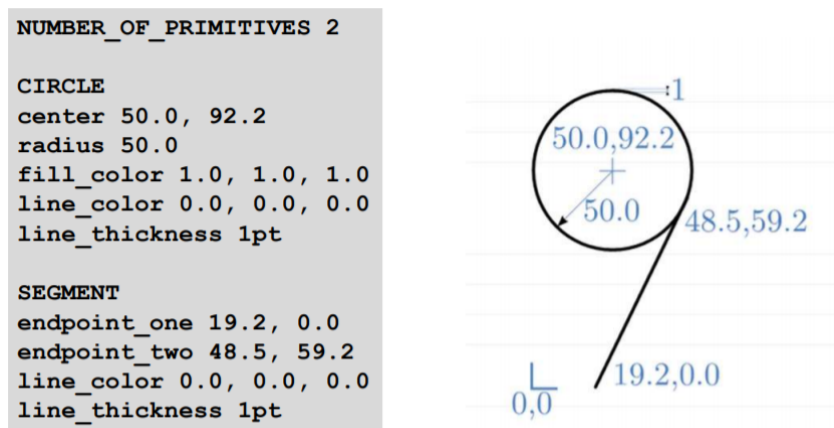 NUMBER_OF_PRIMITIVES 2
CIRCLE
center 50.0, 92.2
radius 50.0
fill_color 1.0, 1.0, 1.0
line_color 0.0, 0.0, 0.0
line_thickness 1pt
SEGMENT
endpoint_one 19.2, 0.0
endpoint_two 48.5, 59.2
line_color 0.0, 0.0, 0.0
line_thickness 1pt
1
50.0,92.2
50.0
48.5,59.2
19.2,0.0
0,0